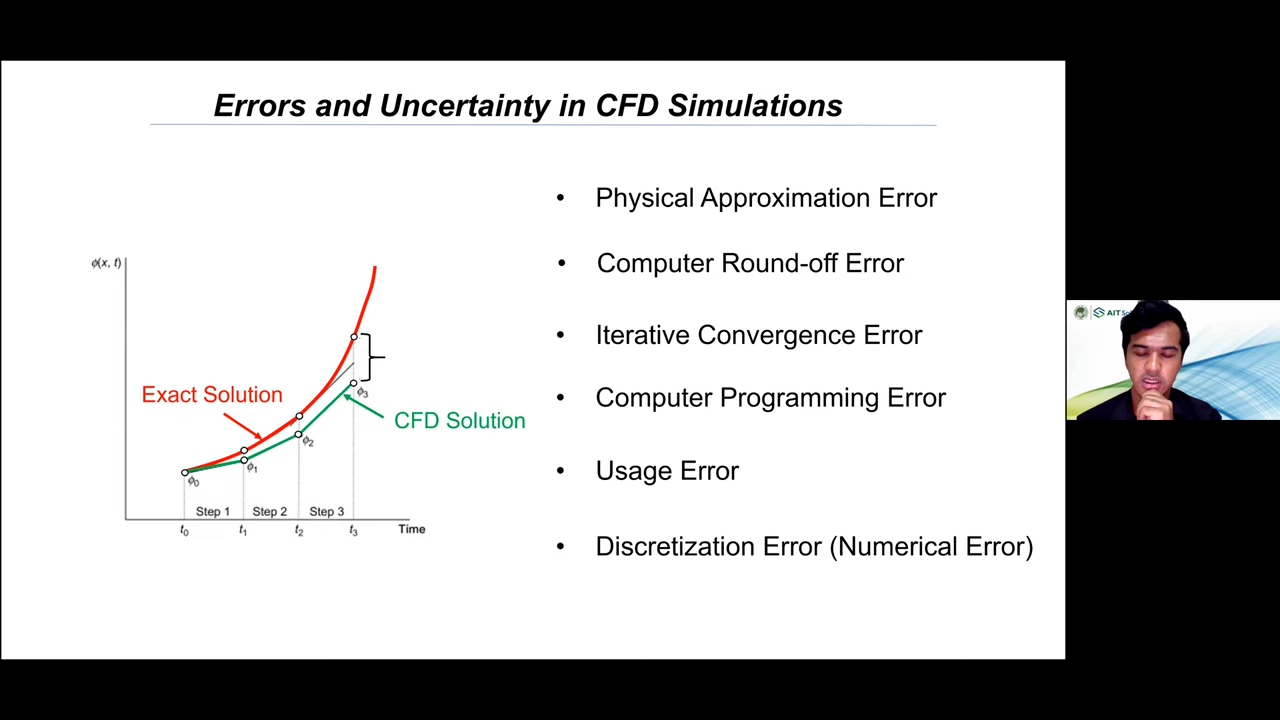 Errors and Uncertainty in CFD Simulations
• Physical Approximation Error
• Computer Round-off Error
• Iterative Convergence Error
• Computer Programming Error
• Usage Error
• Discretization Error (Numerical Error)
ϕ(x, t)
Exact Solution
CFD Solution
ϕ0
ϕ1
ϕ2
ϕ3
Step 1 Step 2 Step 3
t0 t1 t2 t3 Time
AIT